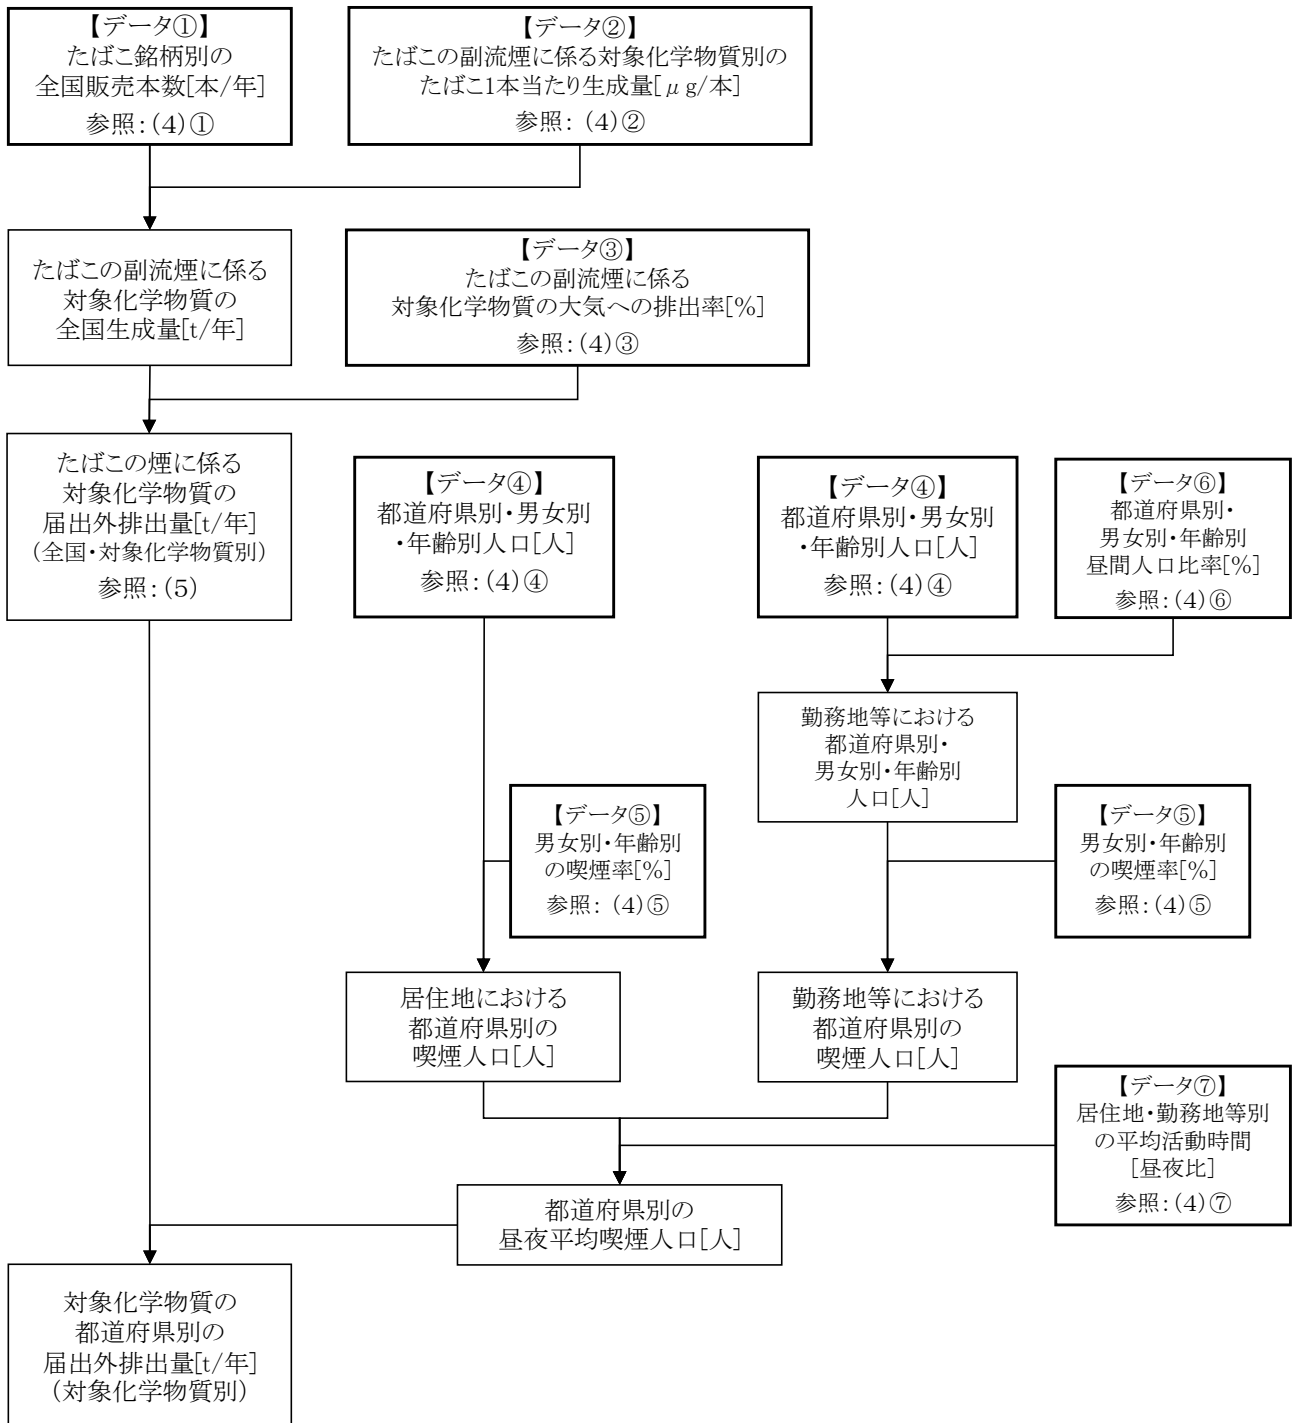 【データ①】
たばこ銘柄別の
全国販売本数[本/年]
参照:(4)①
【データ②】
たばこの副流煙に係る対象化学物質別の
たばこ1本当たり生成量[μg/本]
参照: (4)②
たばこの副流煙に係る
対象化学物質の
全国生成量[t/年]
【データ③】
たばこの副流煙に係る
対象化学物質の大気への排出率[%]
参照:(4)③
たばこの煙に係る
対象化学物質の
届出外排出量[t/年]
(全国・対象化学物質別)
参照:(5)
【データ④】
都道府県別・男女別
・年齢別人口[人]
参照:(4)④
【データ④】
都道府県別・男女別
・年齢別人口[人]
参照:(4)④
【データ⑥】
都道府県別・
男女別・年齢別
昼間人口比率[%]
参照:(4)⑥
勤務地等における
都道府県別・
男女別・年齢別
人口[人]
【データ⑤】
男女別・年齢別
の喫煙率[%]
参照: (4)⑤
【データ⑤】
男女別・年齢別
の喫煙率[%]
参照:(4)⑤
居住地における
都道府県別の
喫煙人口[人]
勤務地等における
都道府県別の
喫煙人口[人]
【データ⑦】
居住地・勤務地等別
の平均活動時間
[昼夜比]
参照:(4)⑦
都道府県別の
昼夜平均喫煙人口[人]
対象化学物質の
都道府県別の
届出外排出量[t/年]
(対象化学物質別)